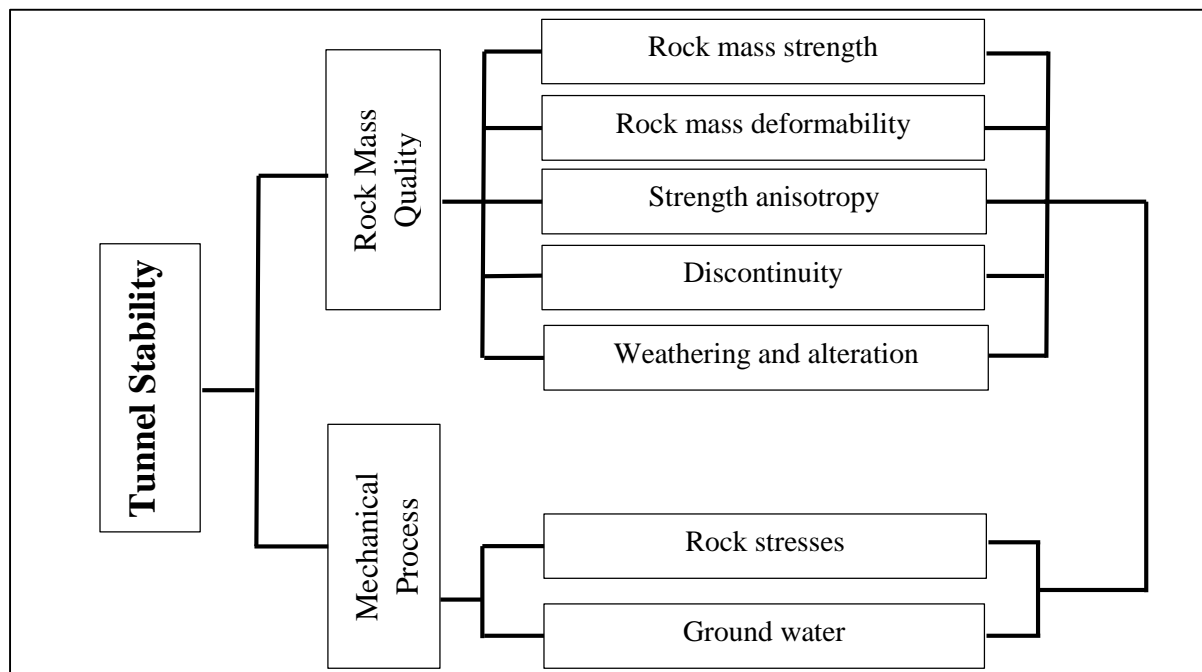 Tunnel Stability
Rock Mass
Quality
Rock mass strength
Rock mass deformability
Strength anisotropy
Discontinuity
Weathering and alteration
Mechanical
Process
Rock stresses
Ground water